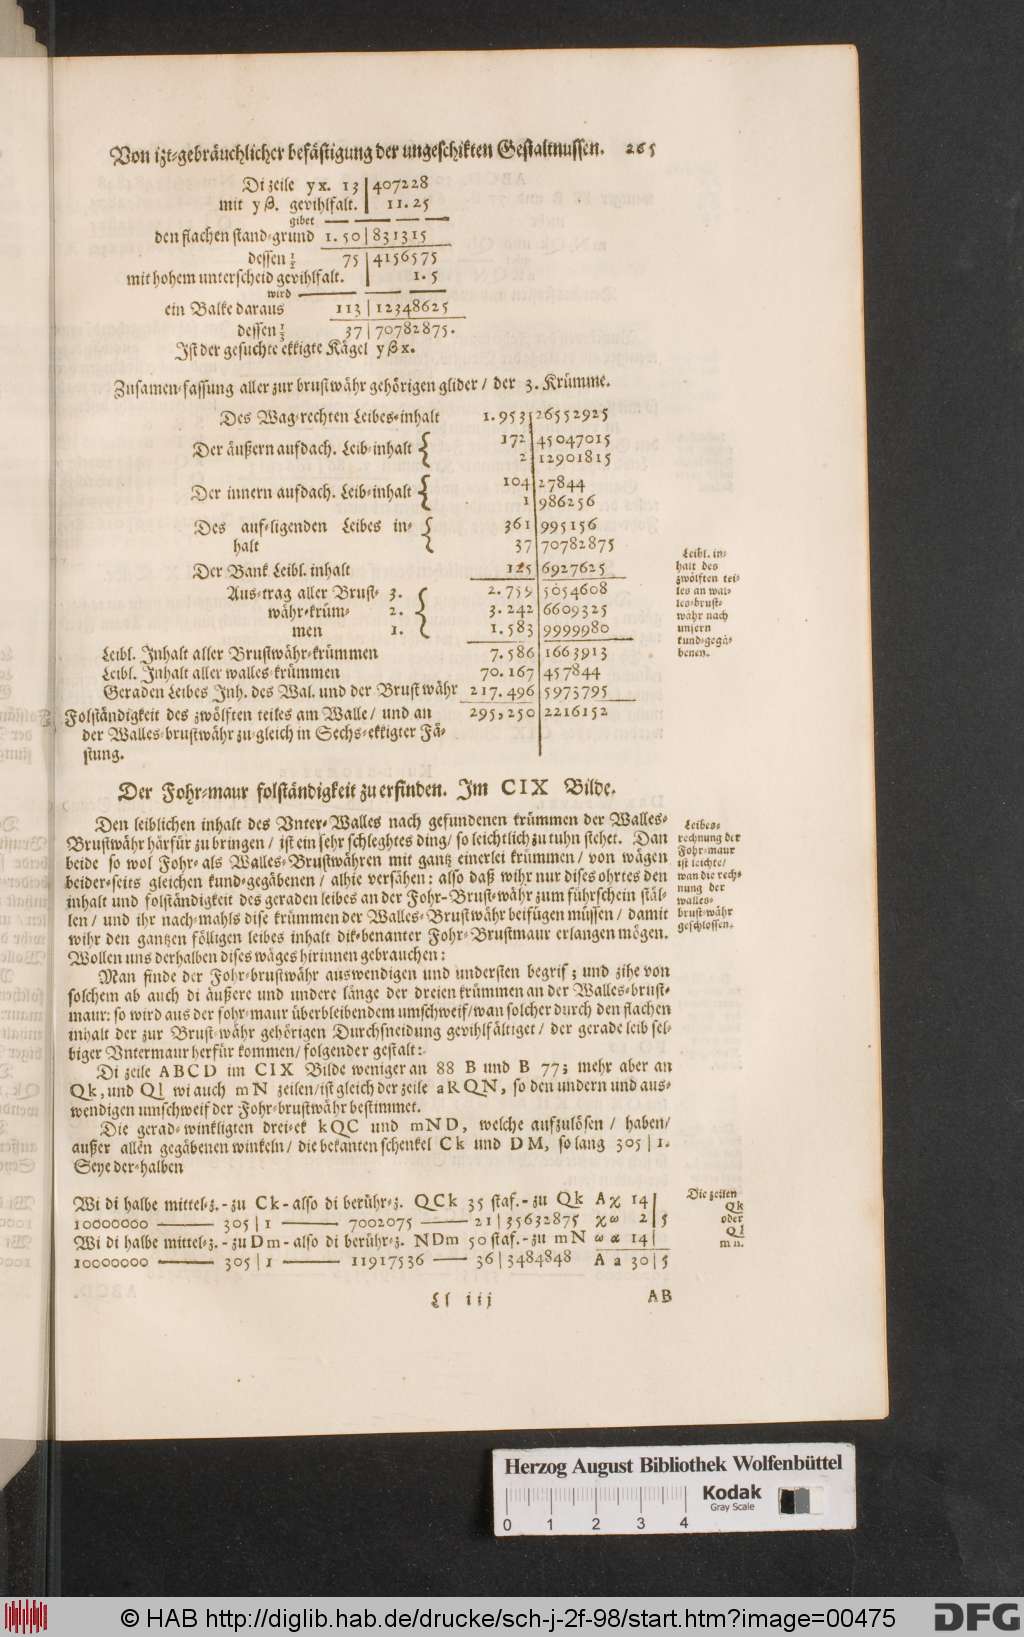 Von izt-gebräuchlicher befästigung der ungeschikten Gestaltnussen. 265
Di zeile y x. 13 | 407228
mit y ß. gevihlfalt. | 11.25
gibet
den flachen stand-grund 1.50 | 831315
dessen ½ 75 | 4156575
mit hohem unterscheid gevihlfalt. | 1.5
wird
ein Balke daraus 113 | 12348625
dessen ⅓ 37 | 70782875.
Ist der gesuchte ekkigte Kägel y ß x.
Zusamen-fassung aller zur brustwähr gehörigen glider / der 3. Krümme.
Des Wag-rechten Leibes-inhalt 1.953 | 26552925
Der äußern aufdach. Leib-inhalt { 172 | 45047015
2 | 12901815
Der innern aufdach. Leib-inhalt { 104 | 27844
1 | 986256
Des auf-ligenden Leibes in- { 361 | 995156
halt 37 | 70782875
Der Bank Leibl. inhalt 125 | 6927625
Aus-trag aller Brust- 3. { 2.759 | 5054608
währ-krüm- 2. 3.242 | 6609325
men 1. 1.583 | 9999980
Leibl. Inhalt aller Brustwähr-krümmen 7.586 | 1663913
Leibl. Inhalt aller walles-krümmen 70.167 | 457844
Geraden Leibes Inh. des Wal. und der Brustwähr 217.496 | 5973795
Folständigkeit des zwölften teiles am Walle / und an 295,250 | 2216152
der Walles-brustwähr zu-gleich in Sechs-ekkigter Fä-
stung.
Leibl. in-
halt des
zwölften tei-
les an wal-
les-brust-
währ nach
unsern
kund-gegä-
benen.
Der Fohr-maur folständigkeit zu erfinden. Im CIX Bilde.
Den leiblichen inhalt des Vnter-Walles nach gefundenen krümmen der Walles-
Brustwähr härfür zu bringen / ist ein sehr schleghtes ding / so leichtlich zu tuhn stehet. Dan
beide so wol Fohr- als Walles-Brustwähren mit gantz einerlei krümmen / von wägen
beider-seits gleichen kund-gegäbenen / alhie versähen: also daß wihr nur dises ohrtes den
inhalt und folständigkeit des geraden leibes an der Fohr-Brust-währ zum führschein stäl-
len / und ihr nach-mahls dise krümmen der Walles-Brustwähr beifügen müssen / damit
wihr den gantzen fölligen leibes inhalt dik-benanter Fohr-Brustmaur erlangen mögen.
Wollen uns derhalben dises wäges hirinnen gebrauchen:
Man finde der Fohr-brustwähr auswendigen und understen begrif; und zihe von
solchem ab auch di äußere und undere länge der dreien krümmen an der Walles-brust-
maur: so wird aus der fohr-maur überbleibendem umschweif / wan solcher durch den flachen
inhalt der zur Brust-währ gehörigen Durchsneidung gevihlfältiget / der gerade leib sel-
biger Vntermaur herfür kommen / folgender gestalt:
Di zeile ABCD im CIX Bilde weniger an 88 B und B 77; mehr aber an
Qk, und Ql wi auch mN zeilen / ist gleich der zeile aRQN, so den undern und aus-
wendigen umschweif der Fohr-brustwähr bestimmet.
Die gerad-winkligten drei-ek kQC und mND, welche aufzulösen / haben /
außer allen gegäbenen winkeln / die bekanten schenkel Ck und DM, so lang 305 | 1.
Seye der-halben
Leibes-
rechnung der
Fohr-maur
ist leichte /
wan die rech-
nung der
walles-
brust-währ
geschlossen.
Wi di halbe mittel-z. - zu Ck - also di berühr-z. QCk 35 staf. - zu Qk A χ 14 |
10000000 —— 305 | 1 —— 7002075 —— 21 | 35632875 χ ω 2 | 5
Wi di halbe mittel-z. - zu Dm - also di berühr-z. NDm 50 staf. - zu mN ω α 14 |
10000000 —— 305 | 1 —— 11917536 —— 36 | 3484848 A a 30 | 5
Die zeilen
Qk
oder
Ql
m n.
Ll iij AB
Herzog August Bibliothek Wolfenbüttel
Kodak
Gray Scale
0 1 2 3 4
© HAB http://diglib.hab.de/drucke/sch-j-2f-98/start.htm?image=00475
DFG